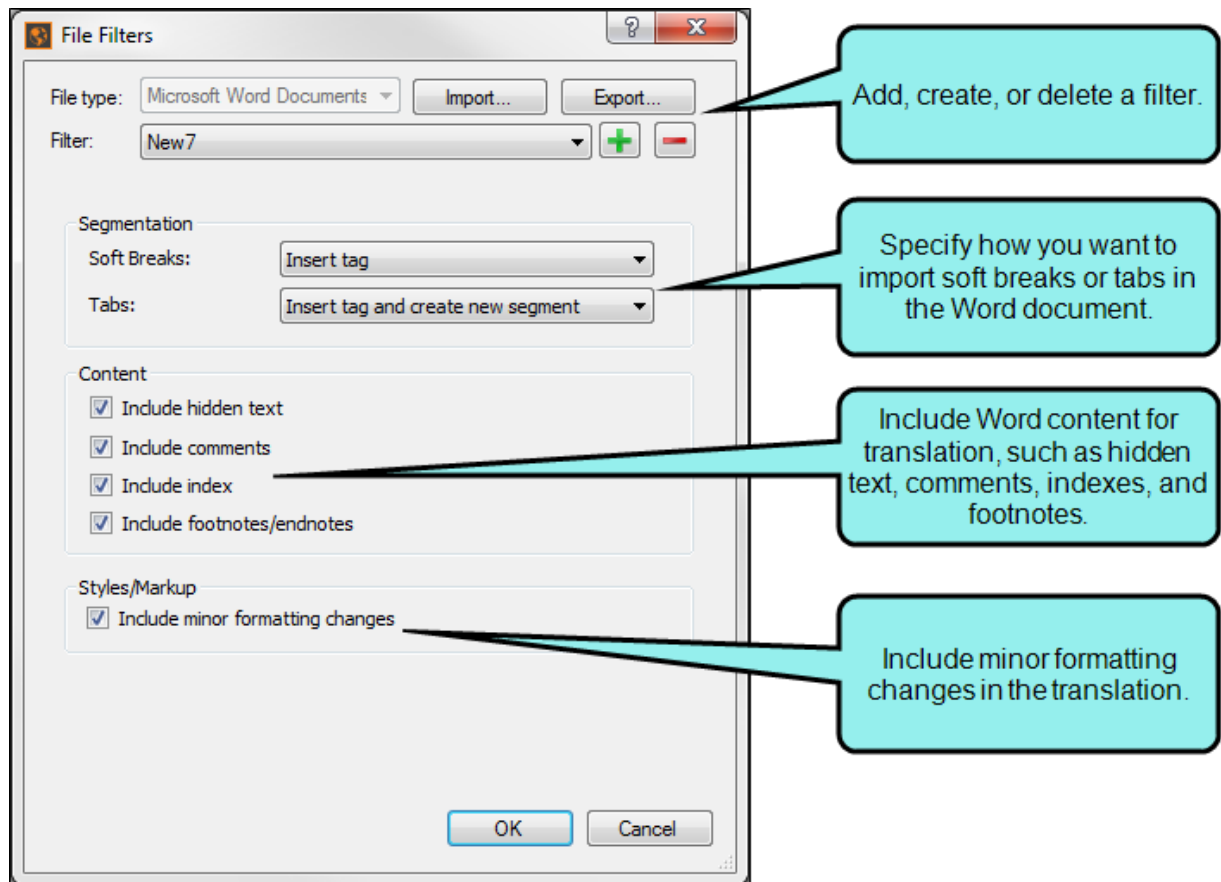 File Filters
File type: Microsoft Word Documents Import... Export...
Filter: New7
Segmentation
Soft Breaks: Insert tag
Tabs: Insert tag and create new segment
Content
Include hidden text
Include comments
Include index
Include footnotes/endnotes
Styles/Markup
Include minor formatting changes
OK Cancel
Add, create, or delete a filter.
Specify how you want to
import soft breaks or tabs in
the Word document.
Include Word content for
translation, such as hidden
text, comments, indexes, and
footnotes.
Include minor formatting
changes in the translation.